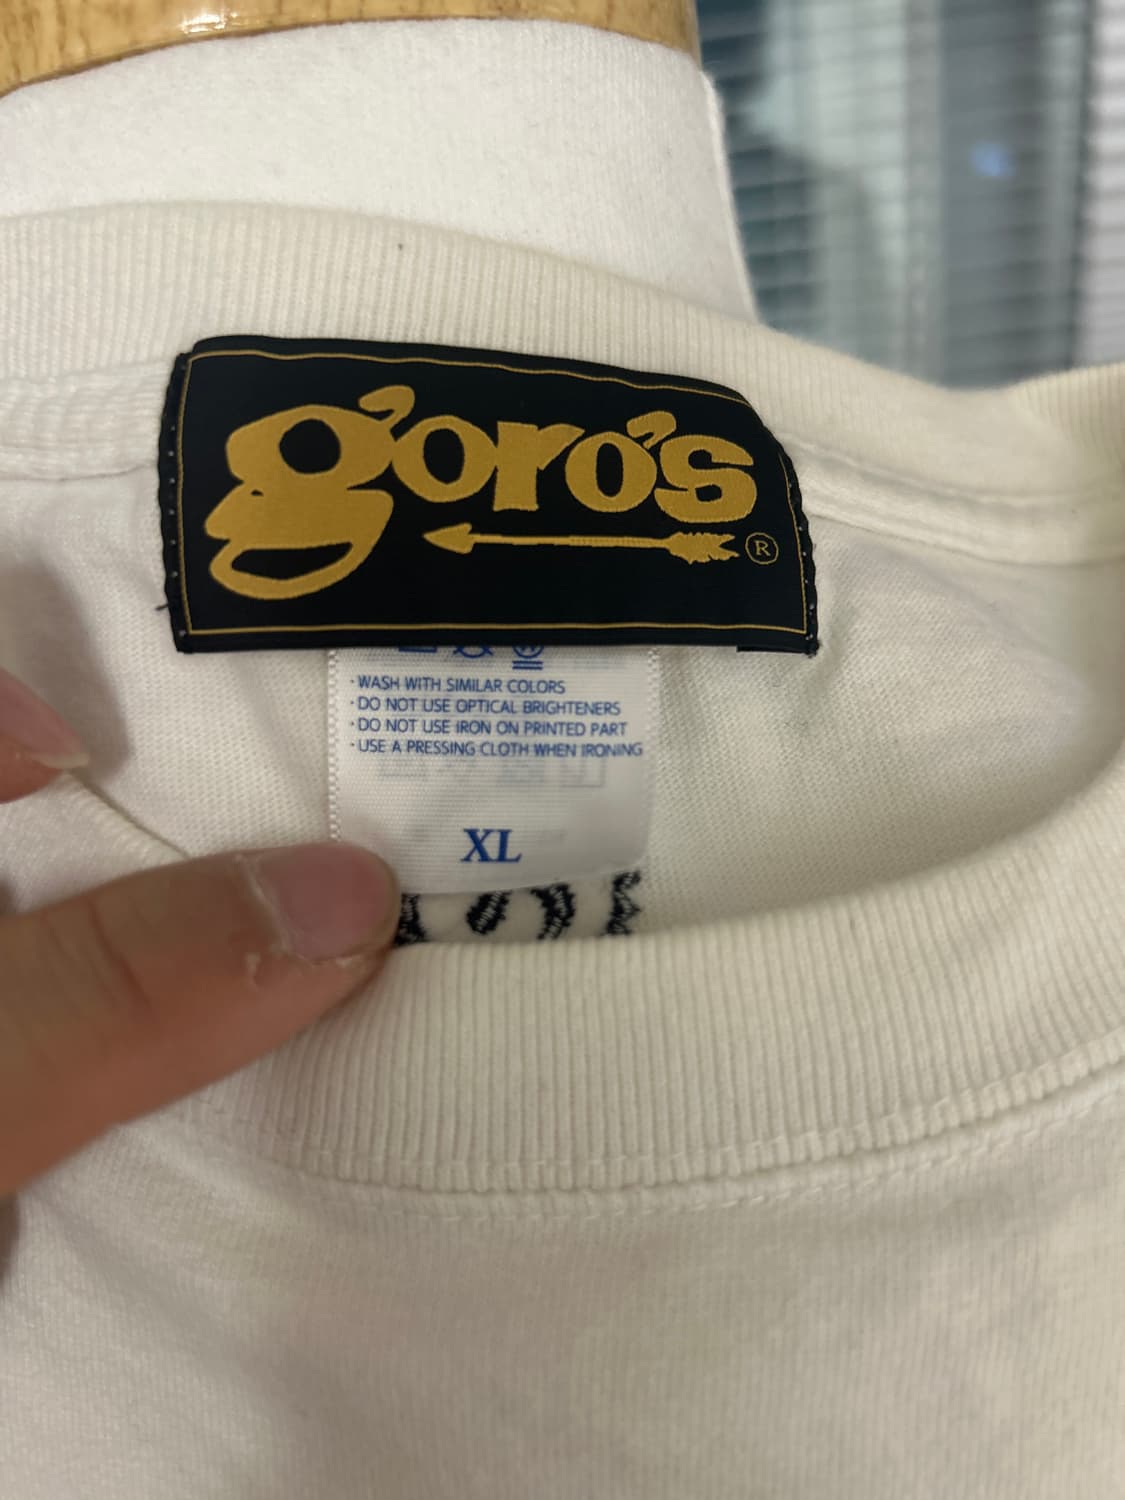 goro's
®
·WASH WITH SIMILAR COLORS
·DO NOT USE OPTICAL BRIGHTENERS
·DO NOT USE IRON ON PRINTED PART
·USE A PRESSING CLOTH WHEN IRONING
XL